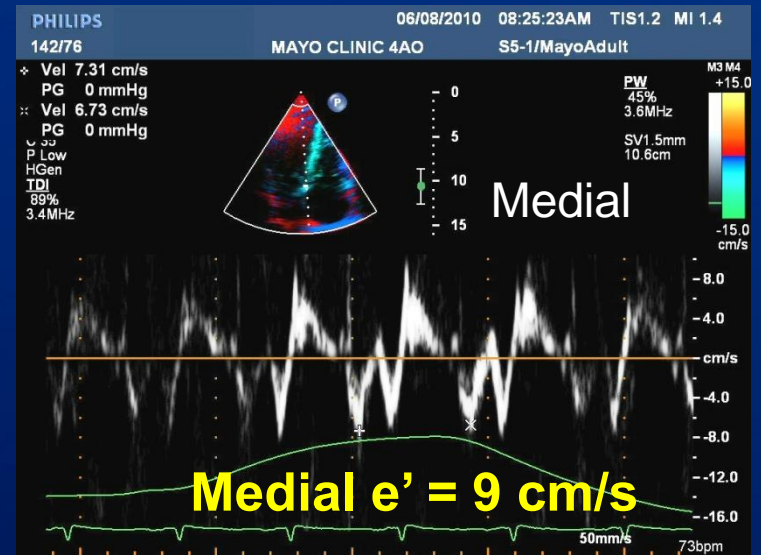 PHILIPS 06/08/2010 08:25:23AM TIS1.2 MI 1.4
142/76 MAYO CLINIC 4AO S5-1/MayoAdult
Vel 7.31 cm/s
PG 0 mmHg
Vel 6.73 cm/s
PG 0 mmHg
P Low
HGen
TDI
89%
3.4MHz
P
0
5
10
15
PW
45%
3.6MHz
SV1.5mm
10.6cm
M3 M4
+15.0
-15.0
cm/s
Medial
8.0
4.0
cm/s
-4.0
-8.0
-12.0
-16.0
Medial e’ = 9 cm/s
50mm/s
73bpm